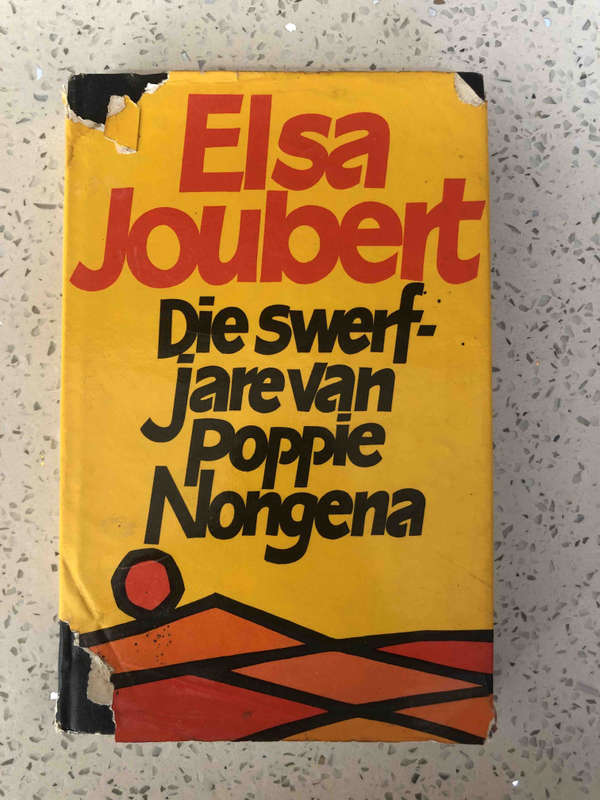 Elsa
Joubert
Die swerf-
jare van
Poppie
Nongena